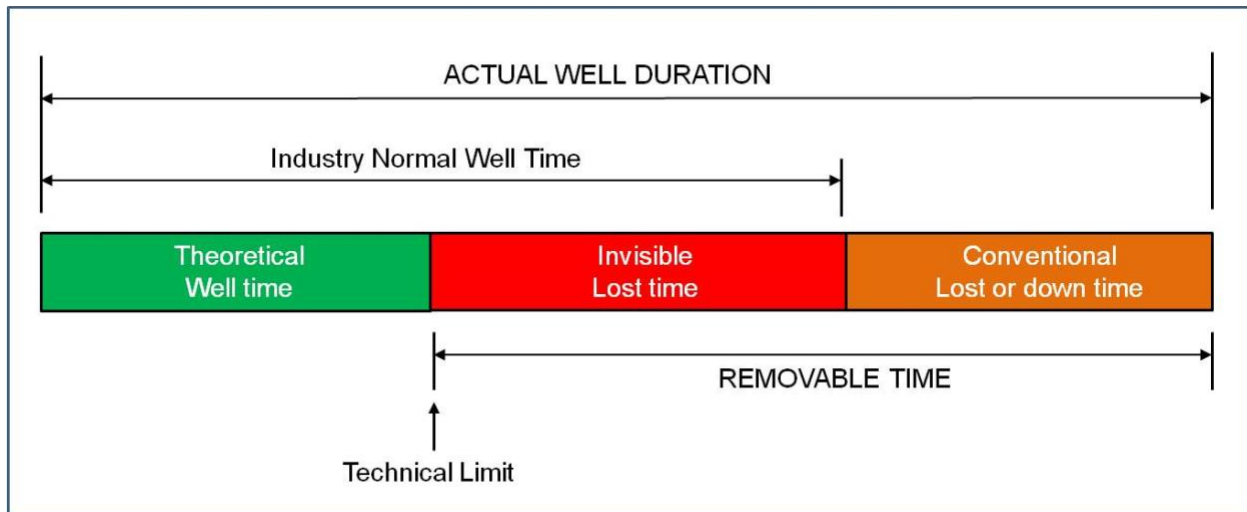 ACTUAL WELL DURATION
Industry Normal Well Time
Theoretical
Well time
Invisible
Lost time
Conventional
Lost or down time
REMOVABLE TIME
Technical Limit